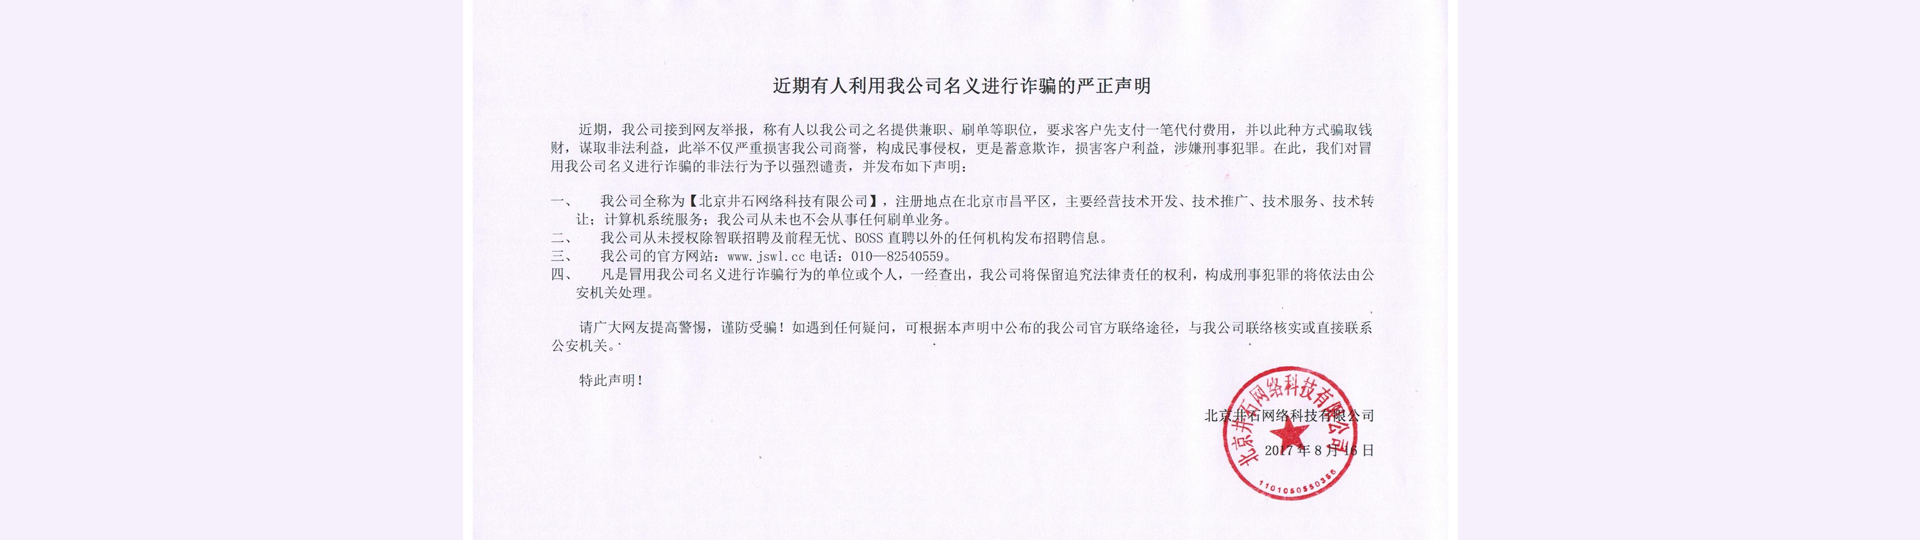 近期有人利用我公司名义进行诈骗的严正声明
近期，我公司接到网友举报，称有人以我公司之名提供兼职、刷单等职位，要求客户先支付一笔代付费用，并以此种方式骗取钱
财，谋取非法利益，此举不仅严重损害我公司商誉，构成民事侵权，更是蓄意欺诈，损害客户利益，涉嫌刑事犯罪。在此，我们对冒
用我公司名义进行诈骗的非法行为予以强烈谴责，并发布如下声明：
一、 我公司全称为【北京井石网络科技有限公司】，注册地点在北京市昌平区，主要经营技术开发、技术推广、技术服务、技术转
让；计算机系统服务；我公司从未也不会从事任何刷单业务。
二、 我公司从未授权除智联招聘及前程无忧、BOSS 直聘以外的任何机构发布招聘信息。
三、 我公司的官方网站：www.jswl.cc 电话：010—82540559。
四、 凡是冒用我公司名义进行诈骗行为的单位或个人，一经查出，我公司将保留追究法律责任的权利，构成刑事犯罪的将依法由公
安机关处理。
请广大网友提高警惕，谨防受骗！如遇到任何疑问，可根据本声明中公布的我公司官方联络途径，与我公司联络核实或直接联系
公安机关。
特此声明！
北京井石网络科技有限公司
2017 年 8 月 16 日
北京井石网络科技有限公司
1101050550356